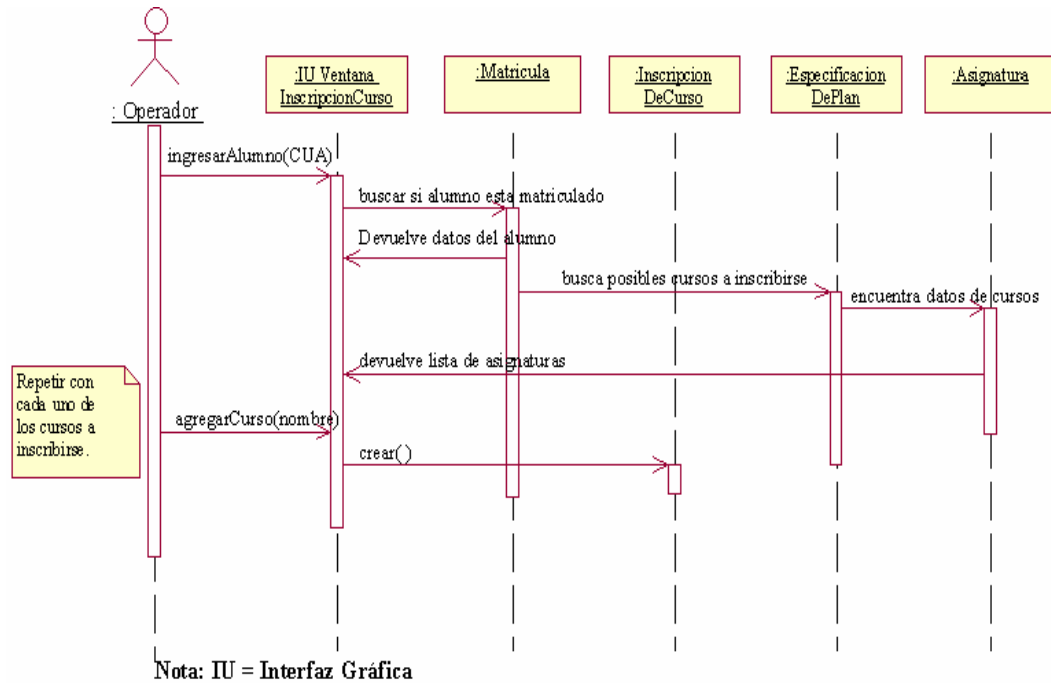 : Operador
:IU Ventana
InscripcionCurso
:Matricula
:Inscripcion
DeCurso
:Especificacion
DePlan
:Asignatura
ingresarAlumno(CUA)
buscar si alumno esta matriculado
Devuelve datos del alumno
busca posibles cursos a inscribirse
encuentra datos de cursos
devuelve lista de asignaturas
Repetir con
cada uno de
los cursos a
inscribirse.
agregarCurso(nombre)
crear()
Nota: IU = Interfaz Gráfica